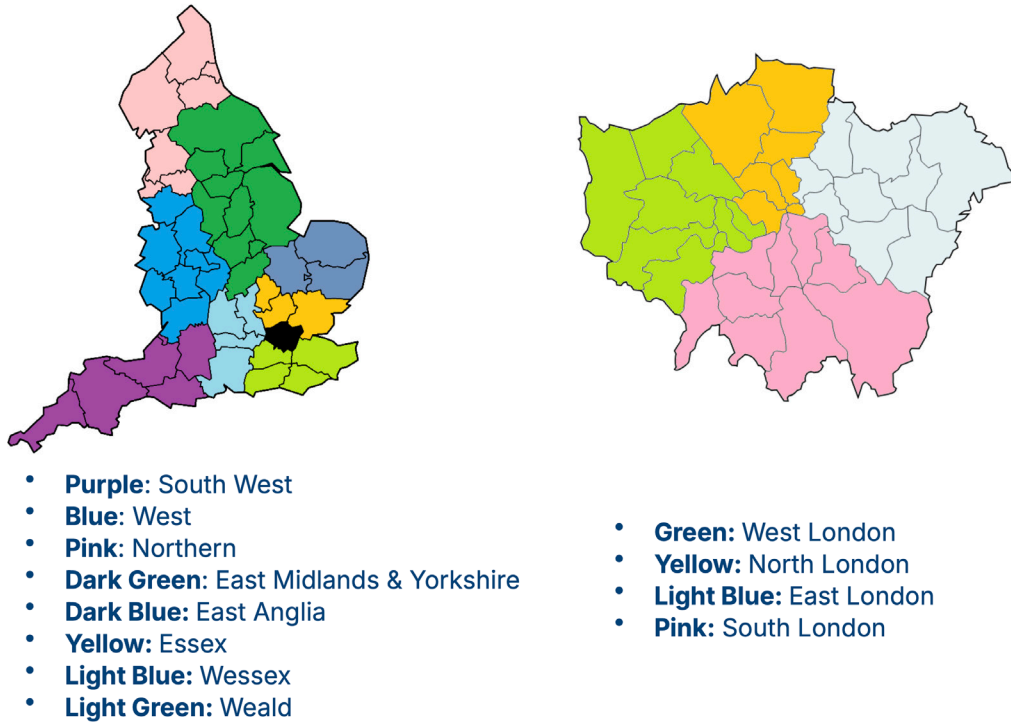 • Purple: South West
• Blue: West
• Pink: Northern
• Dark Green: East Midlands & Yorkshire
• Dark Blue: East Anglia
• Yellow: Essex
• Light Blue: Wessex
• Light Green: Weald
• Green: West London
• Yellow: North London
• Light Blue: East London
• Pink: South London